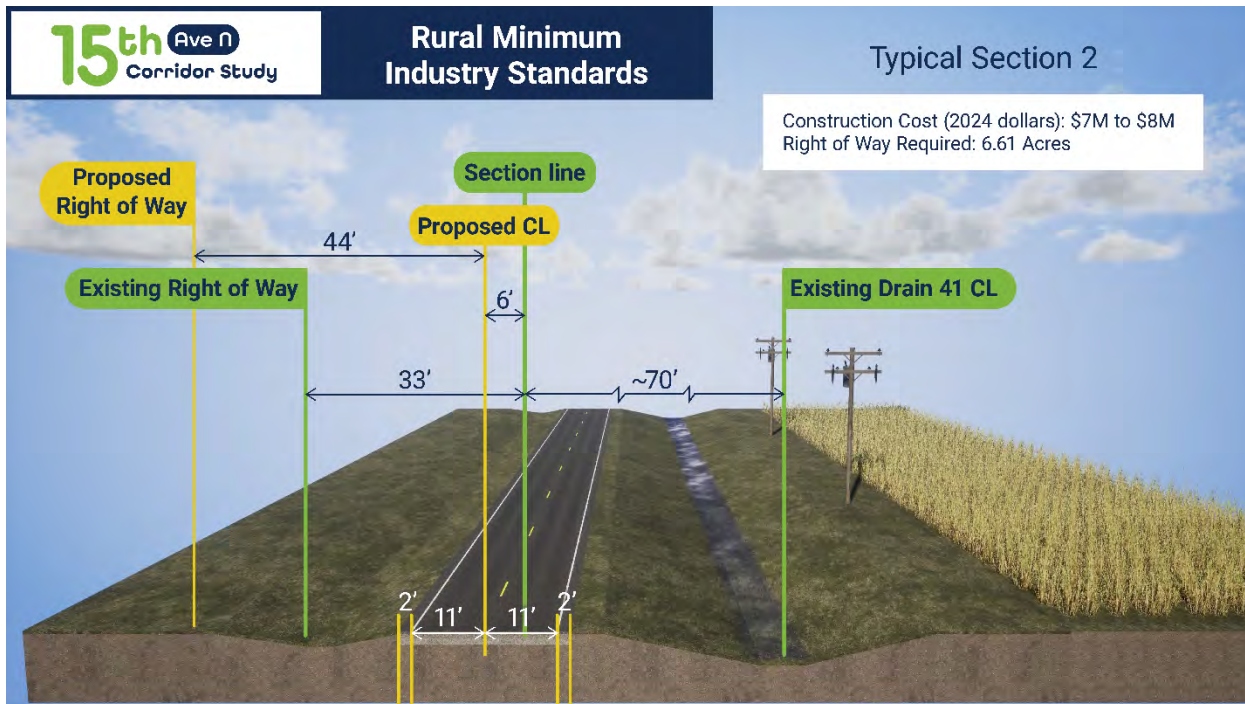 15th Ave N
Corridor Study
Rural Minimum
Industry Standards
Typical Section 2
Construction Cost (2024 dollars): $7M to $8M
Right of Way Required: 6.61 Acres
Proposed
Right of Way
Section line
Proposed CL
44’
Existing Right of Way
6’
Existing Drain 41 CL
33’
~70’
2’
11’
11’
2’